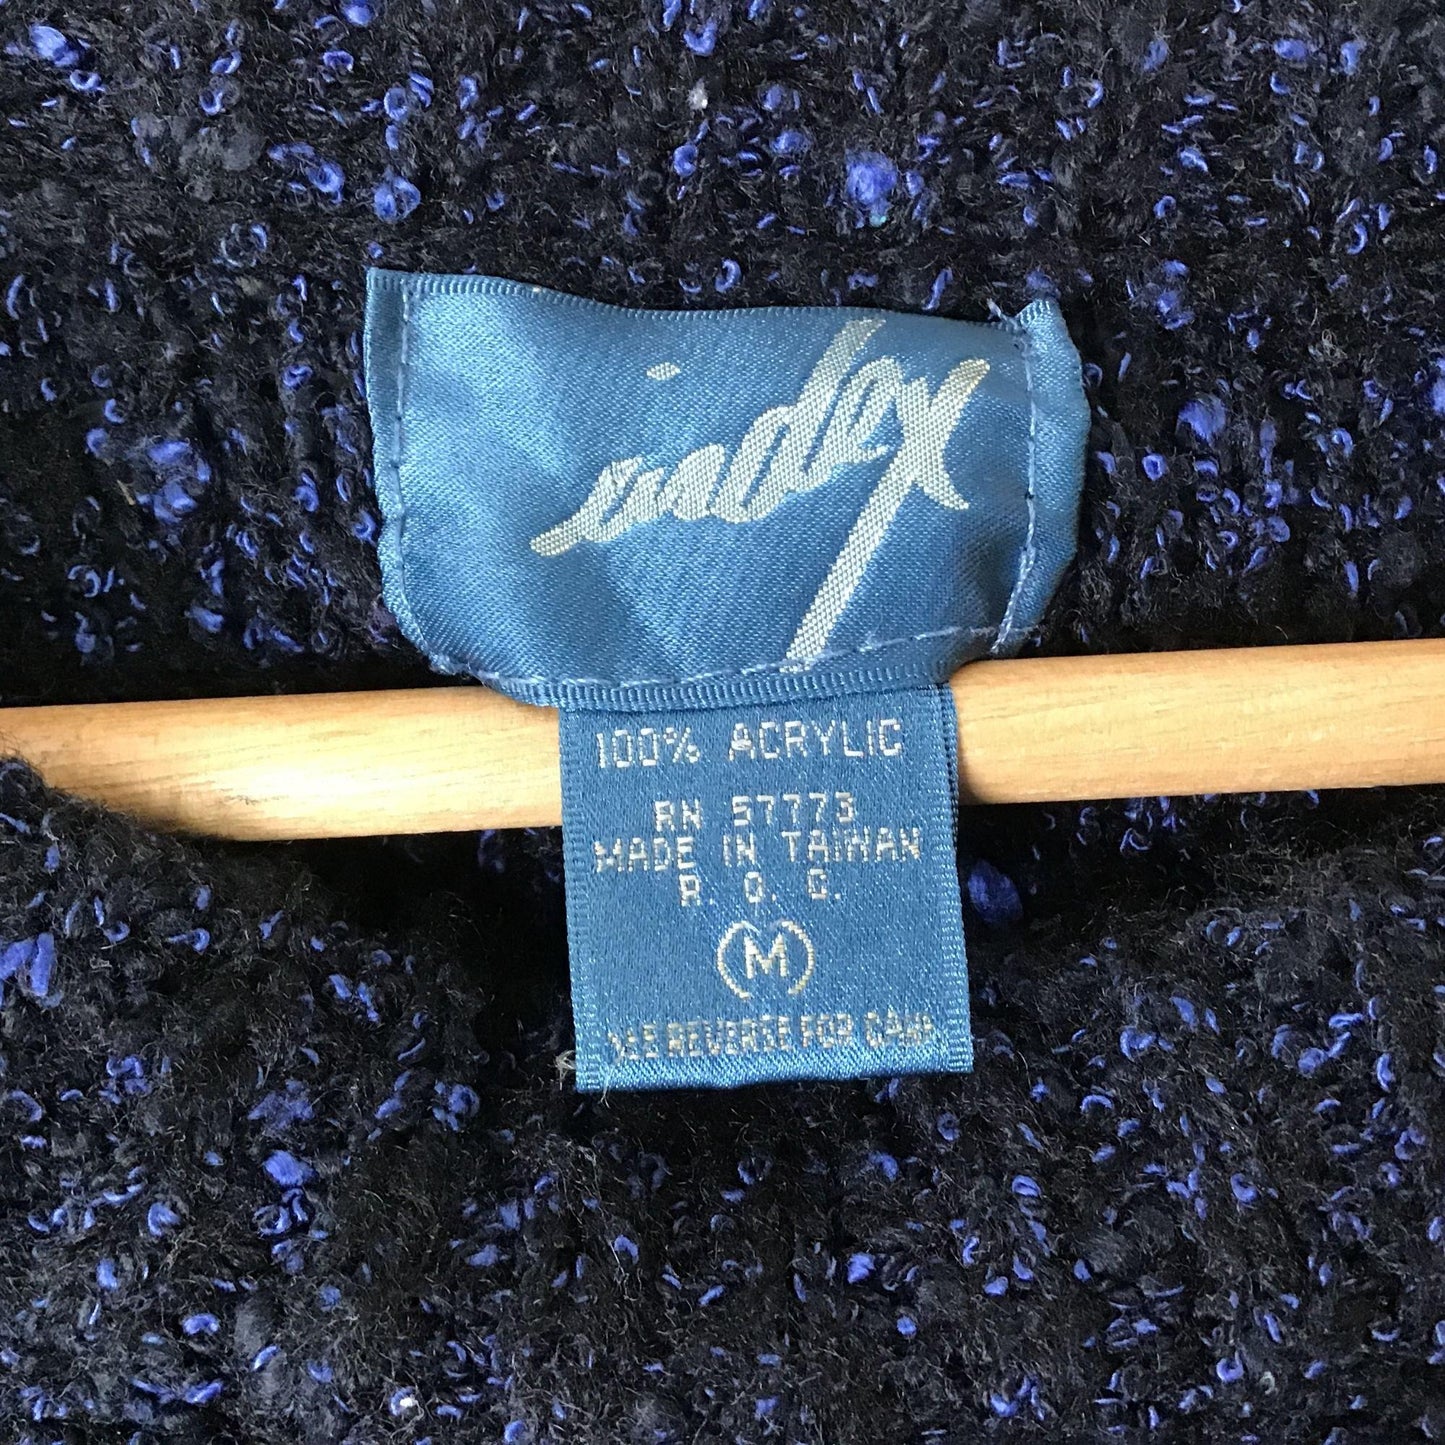 index
100% ACRYLIC
RN 57773
MADE IN TAIWAN
R. O. C.
(M)
SEE REVERSE FOR CARE